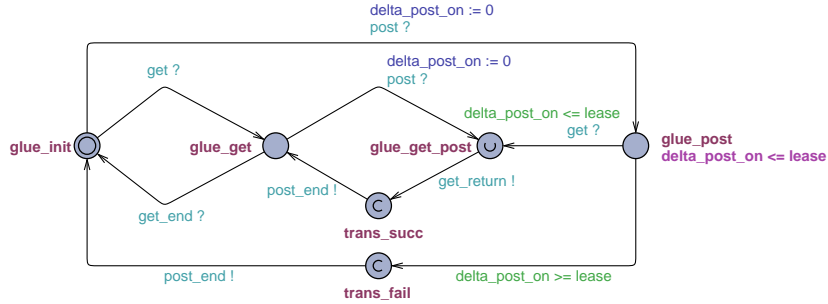 delta_post_on := 0
post ?
delta_post_on := 0
get ?
post ?
delta_post_on <= lease
get ?
glue_init
glue_get
glue_get_post
glue_post
delta_post_on <= lease
U
post_end !
get_return !
get_end ?
C
trans_succ
C
post_end !
delta_post_on >= lease
trans_fail